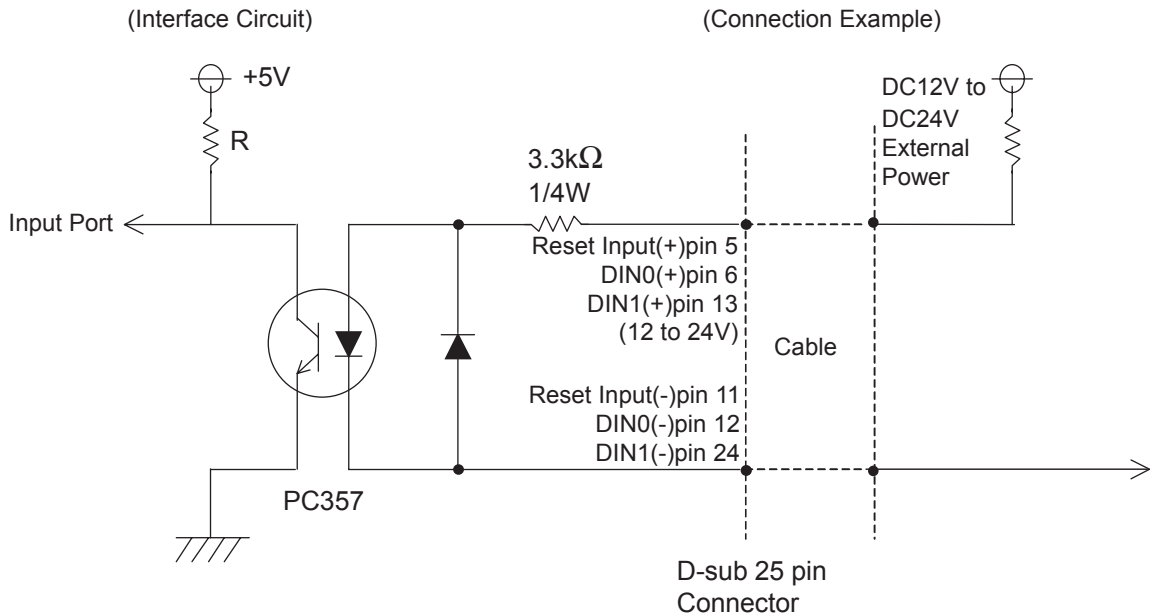 (Interface Circuit)
(Connection Example)
+5V
R
DC12V to
DC24V
External
Power
3.3kΩ
1/4W
Input Port
Reset Input(+)pin 5
DIN0(+)pin 6
DIN1(+)pin 13
(12 to 24V)
Cable
Reset Input(-)pin 11
DIN0(-)pin 12
DIN1(-)pin 24
PC357
D-sub 25 pin
Connector